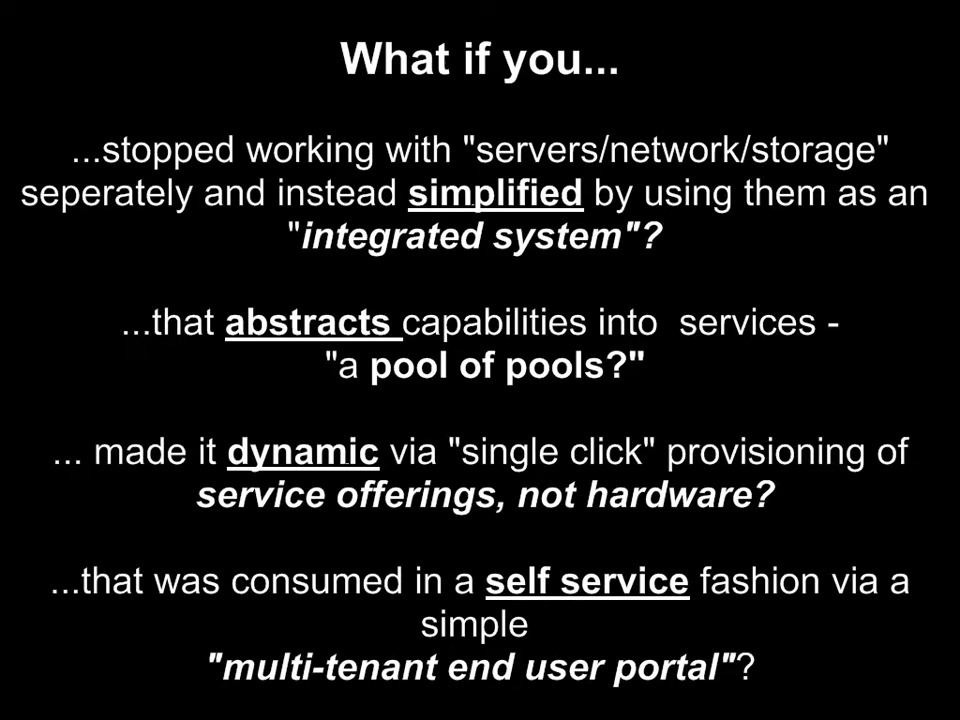 What if you...
...stopped working with "servers/network/storage"
seperately and instead simplified by using them as an
"integrated system"?
...that abstracts capabilities into services -
"a pool of pools?"
... made it dynamic via "single click" provisioning of
service offerings, not hardware?
...that was consumed in a self service fashion via a
simple
"multi-tenant end user portal"?